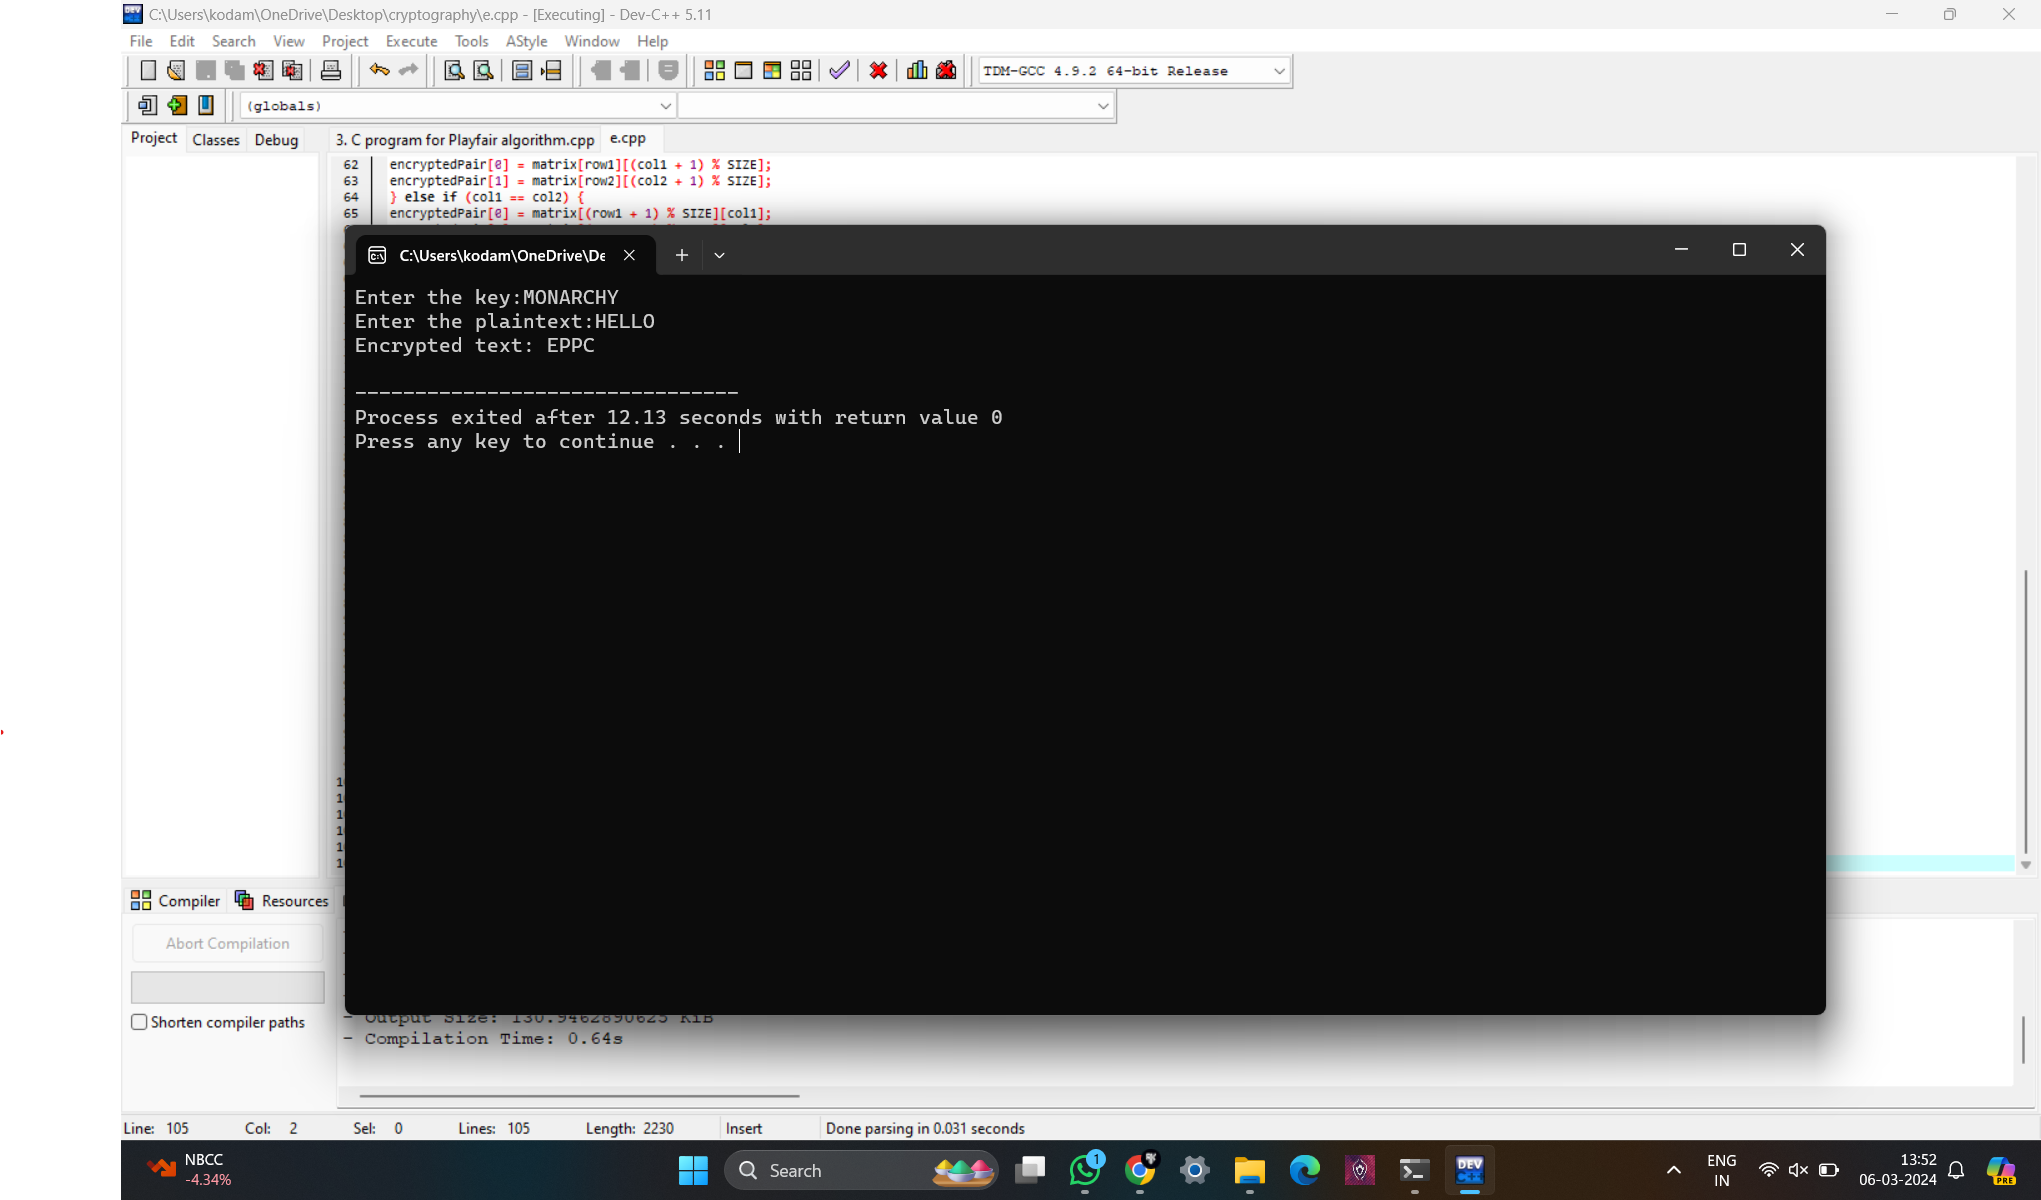 C:\Users\kodam\OneDrive\Desktop\cryptography\e.cpp - [Executing] - Dev-C++ 5.11
File Edit Search View Project Execute Tools AStyle Window Help
TDM-GCC 4.9.2 64-bit Release
(globals)
Project Classes Debug 3. C program for Playfair algorithm.cpp e.cpp
62 encryptedPair[0] = matrix[row1][(col1 + 1) % SIZE];
63 encryptedPair[1] = matrix[row2][(col2 + 1) % SIZE];
64 } else if (col1 == col2) {
65 encryptedPair[0] = matrix[(row1 + 1) % SIZE][col1];
C:\Users\kodam\OneDrive\De
Enter the key:MONARCHY
Enter the plaintext:HELLO
Encrypted text: EPPC
--------------------------------
Process exited after 12.13 seconds with return value 0
Press any key to continue . . .
Compiler Resources
Abort Compilation
Shorten compiler paths
- Output Size: 130.9462890625 KiB
- Compilation Time: 0.64s
Line: 105 Col: 2 Sel: 0 Lines: 105 Length: 2230 Insert Done parsing in 0.031 seconds
NBCC
-4.34%
Search
DEV
1
ENG
IN
13:52
06-03-2024
PRE